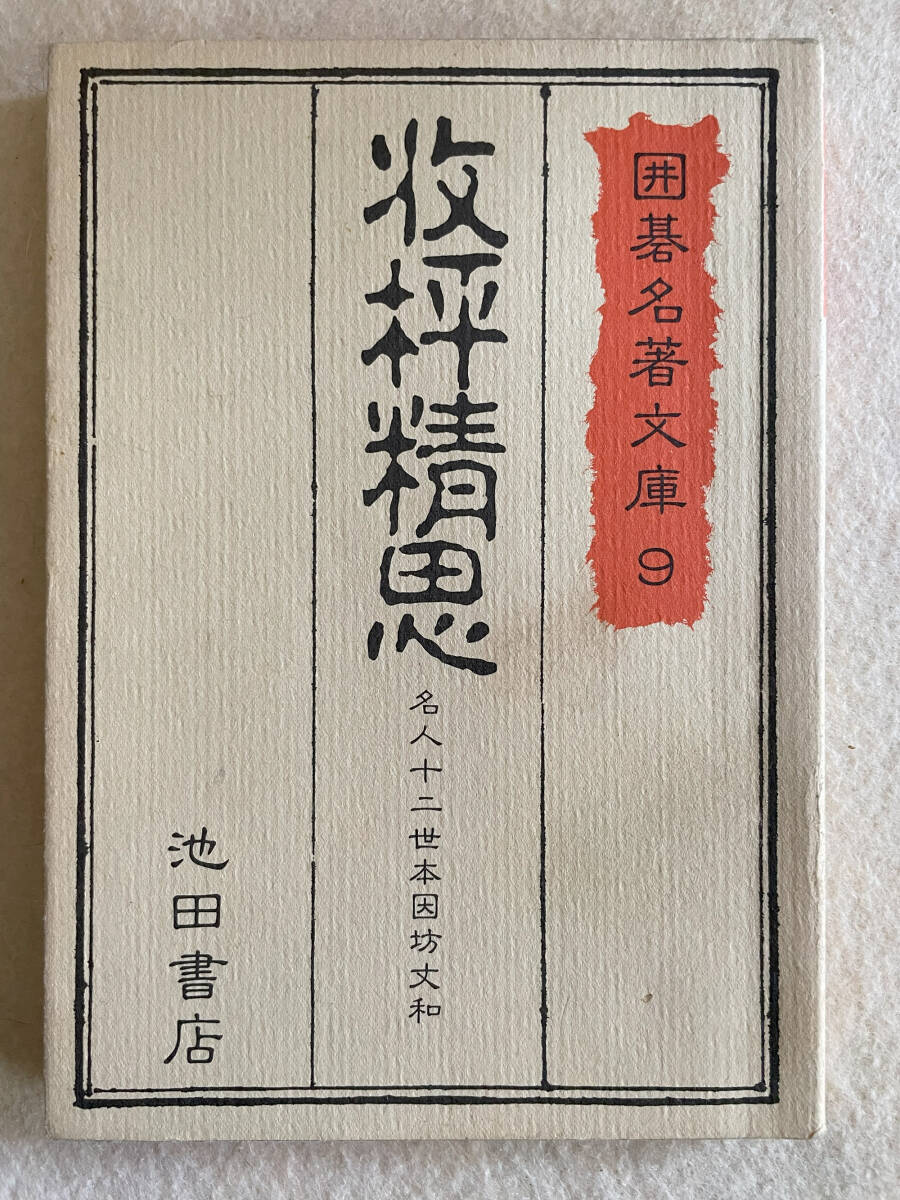 囲碁名著文庫 9
收枰精思
名人十二世本因坊丈和
池田書店